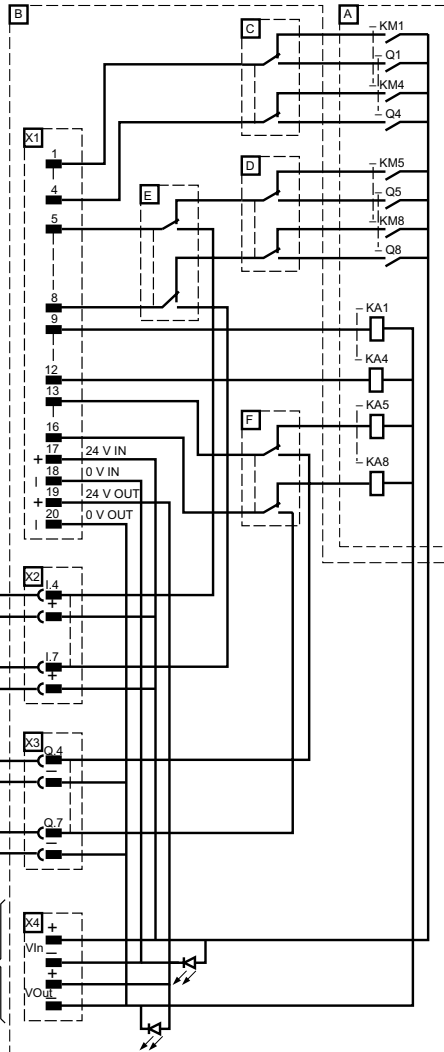 B
A
C
KM1
Q1
KM4
Q4
X1
1
D
KM5
4
E
Q5
5
KM8
Q8
8
KA1
9
12
KA4
13
F
KA5
16
17
24 V IN
+
18
0 V IN
KA8
19
24 V OUT
+
20
0 V OUT
X2
I.4
+
I.7
+
X3
Q.4
−
Q.7
−
X4
+
VIn
−
+
VOut
−